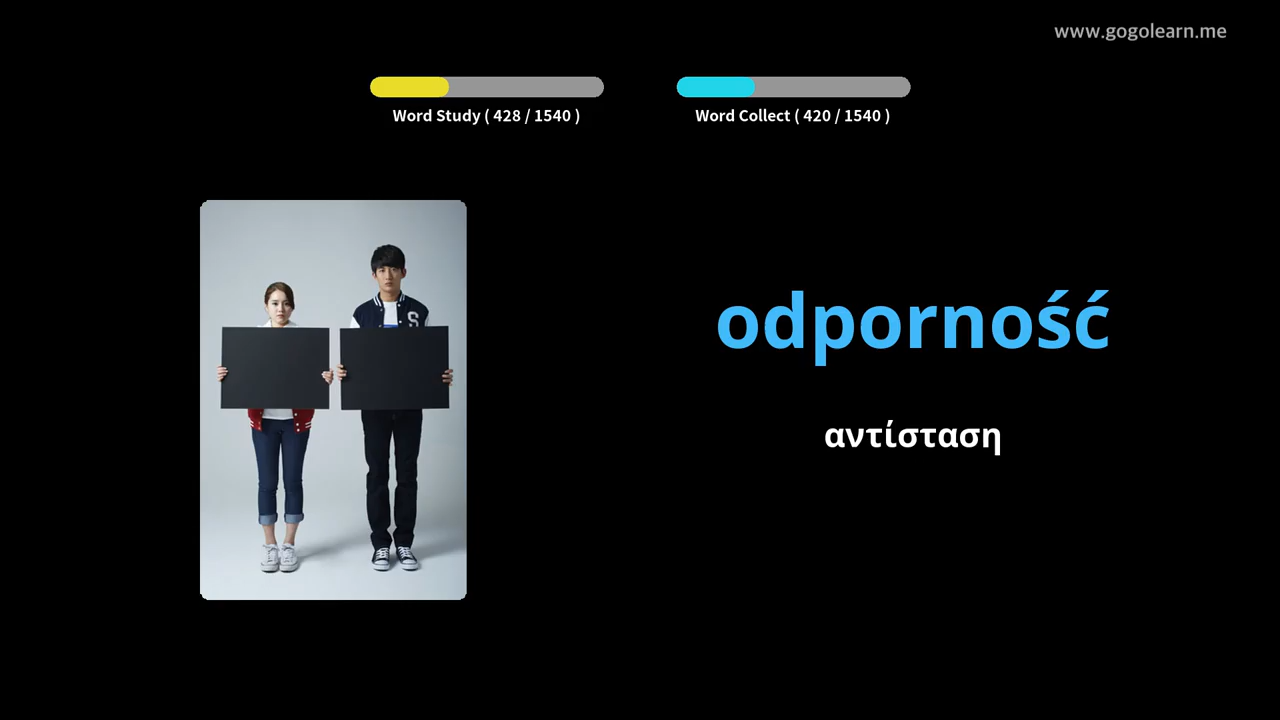 www.gogolearn.me
Word Study ( 428 / 1540 )
Word Collect ( 420 / 1540 )
S
odporność
αντίσταση